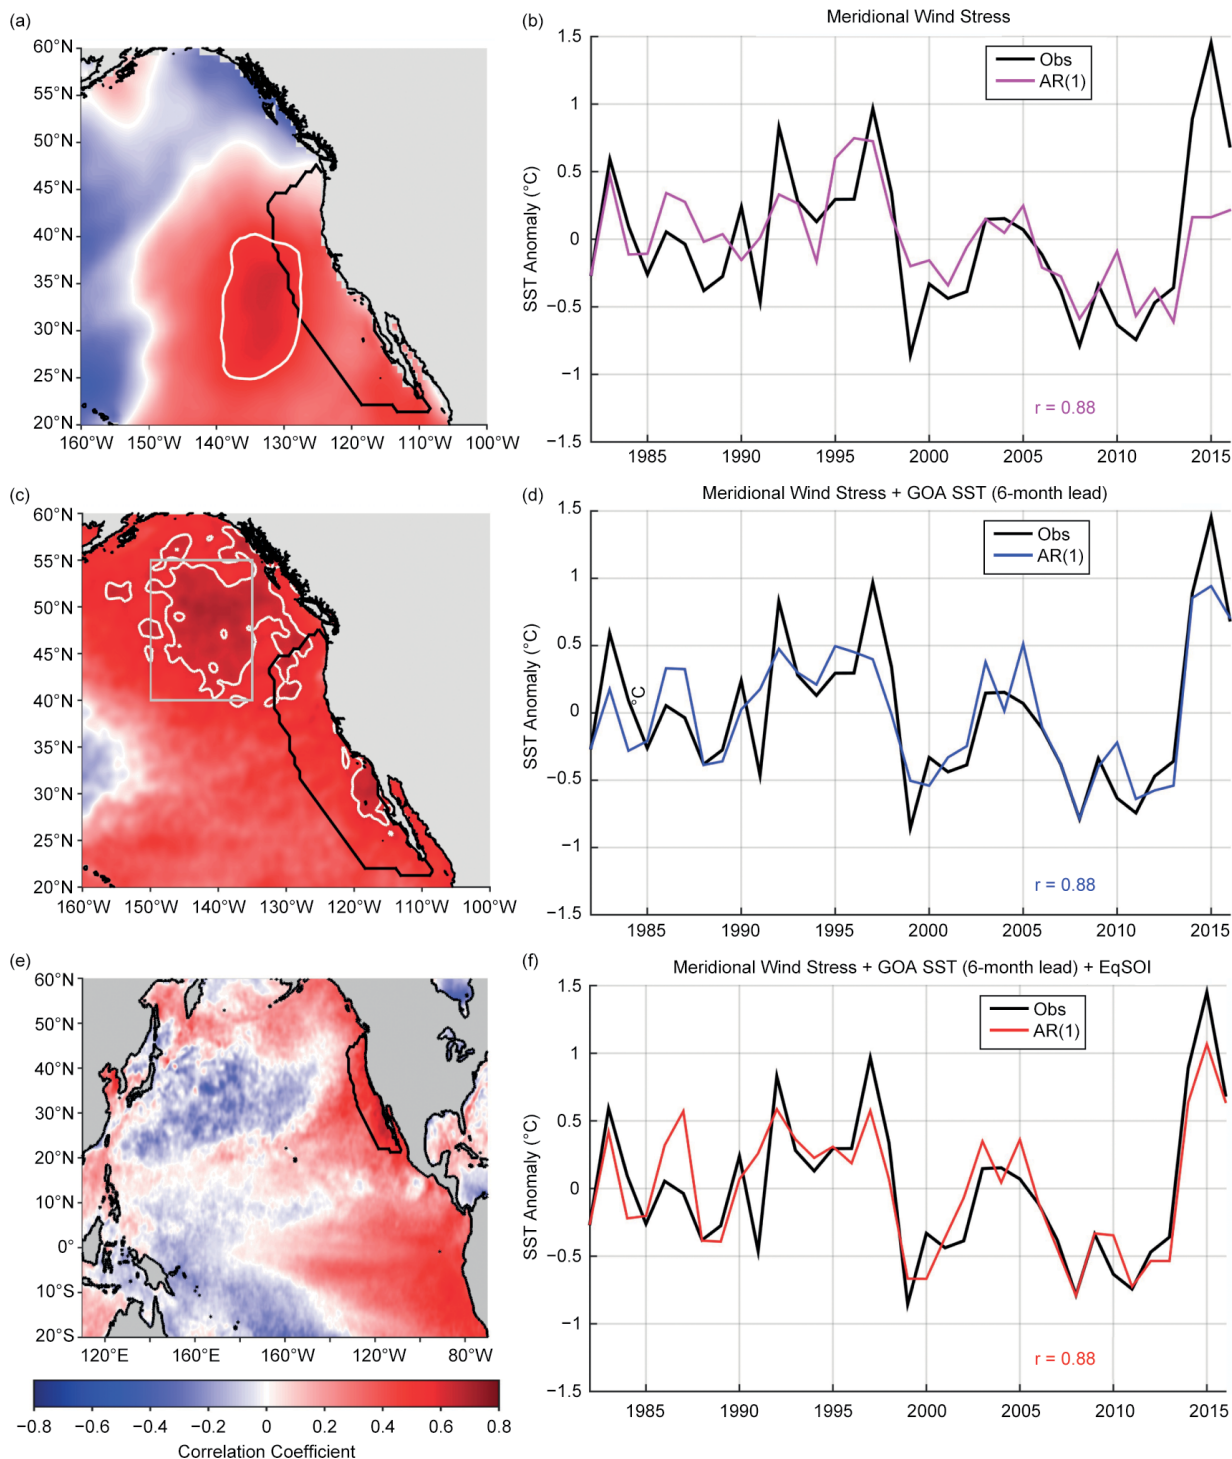 (a)
60°N
55°N
50°N
45°N
40°N
35°N
30°N
25°N
20°N
160°W 150°W 140°W 130°W 120°W 100°W
(b)
Meridional Wind Stress
Obs
AR(1)
SST Anomaly (°C)
1.5
1
0.5
0
−0.5
−1
−1.5
r = 0.88
1985 1990 1995 2000 2005 2010 2015
(c)
60°N
55°N
50°N
45°N
40°N
35°N
30°N
25°N
20°N
160°W 150°W 140°W 130°W 110°W 100°W
(d)
Meridional Wind Stress + GOA SST (6-month lead)
Obs
AR(1)
SST Anomaly (°C)
°C
1.5
1
0.5
0
−0.5
−1
−1.5
r = 0.88
1985 1990 1995 2000 2005 2010 2015
(e)
60°N
50°N
40°N
30°N
20°N
10°N
0°
10°S
20°S
120°E 160°E 160°W 120°W 80°W
−0.8 −0.6 −0.4 −0.2 0 0.2 0.4 0.6 0.8
Correlation Coefficient
(f)
Meridional Wind Stress + GOA SST (6-month lead) + EqSOI
Obs
AR(1)
SST Anomaly (°C)
1.5
1
0.5
0
−0.5
−1
−1.5
r = 0.88
1985 1990 1995 2000 2005 2010 2015